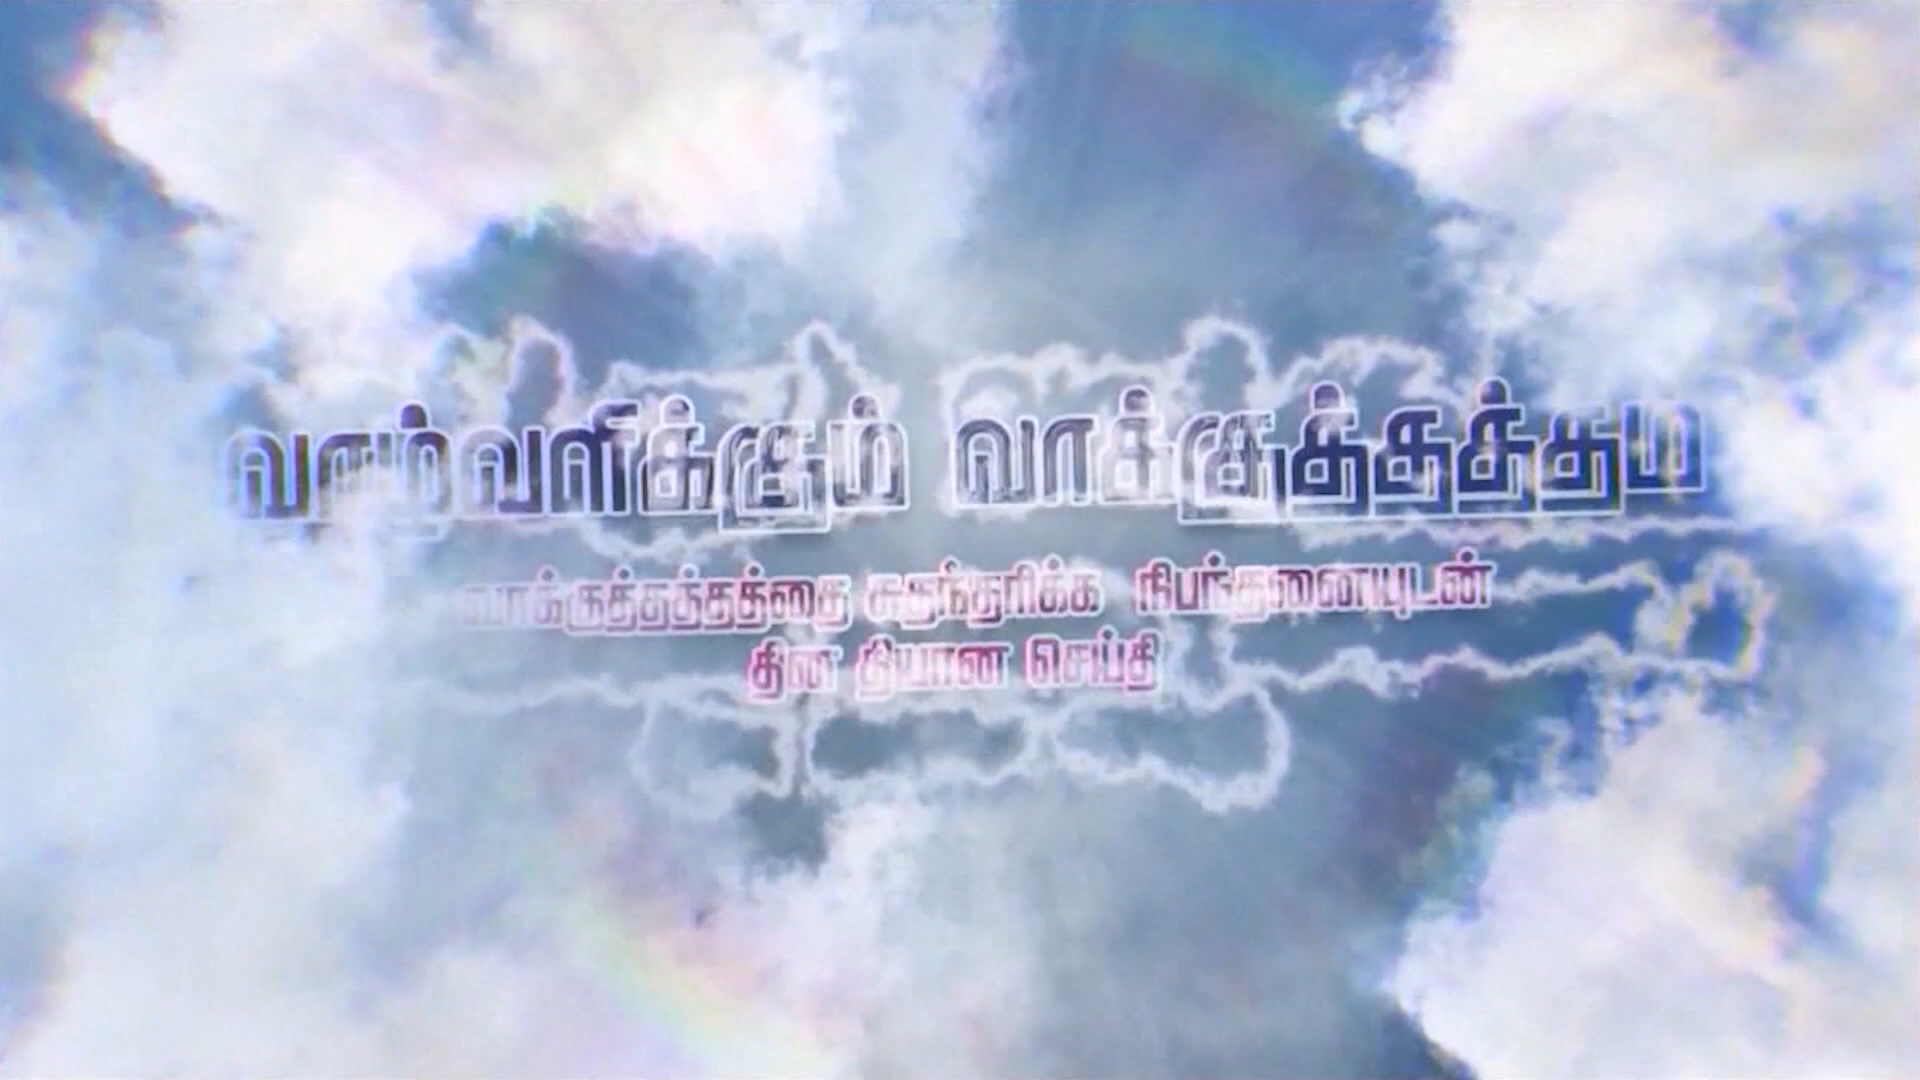 வாழ்வளிக்கும் வாக்குத்தத்தம்
வாக்குத்தத்தத்தை சுதந்தரிக்க நிபந்தனையுடன்
தின தியான செய்தி